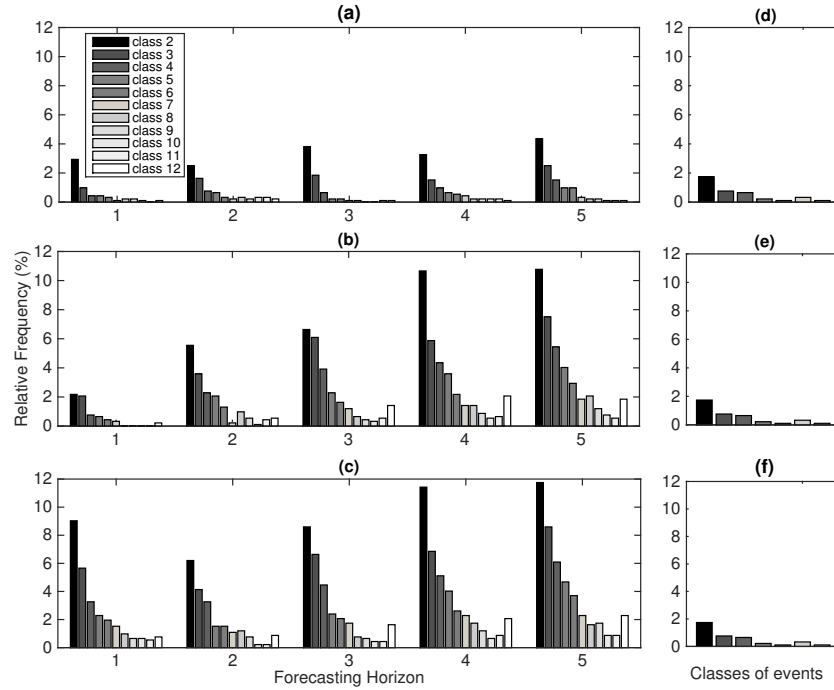 (a)
12
10
8
6
4
2
0
class 2
class 3
class 4
class 5
class 6
class 7
class 8
class 9
class 10
class 11
class 12
1 2 3 4 5
(d)
12
10
8
6
4
2
0
(b)
12
10
8
6
4
2
0
1 2 3 4 5
Relative Frequency (%)
(e)
12
10
8
6
4
2
0
(c)
12
10
8
6
4
2
0
1 2 3 4 5
Forecasting Horizon
(f)
12
10
8
6
4
2
0
Classes of events